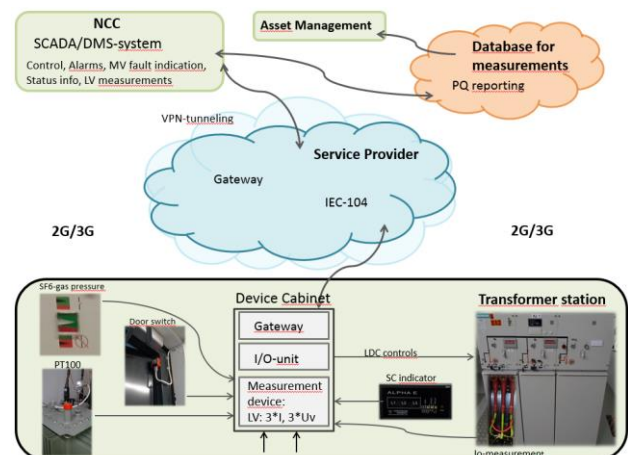 NCC
SCADA/DMS-system
Control, Alarms, MV fault indication,
Status info, LV measurements
Asset Management
Database for
measurements
PQ reporting
VPN-tunneling
Service Provider
Gateway
IEC-104
2G/3G
2G/3G
SF6-gas pressure
Door switch
PT100
Device Cabinet
Gateway
I/O-unit
Measurement
device:
LV: 3*I, 3*Uv
LDC controls
SC indicator
ALPHA E
Transformer station
Io-measurement